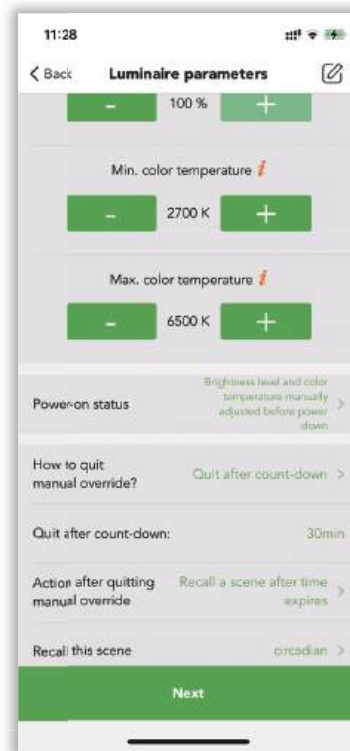 11:28
Back Luminaire parameters
- 100 % +
Min. color temperature i
- 2700 K +
Max. color temperature i
- 6500 K +
Power-on status
Brightness level and color
temperature manually
adjusted before power
down
How to quit
manual override?
Quit after count-down
Quit after count-down: 30min
Action after quitting
manual override
Recall a scene after time
expires
Recall this scene circadian
Next